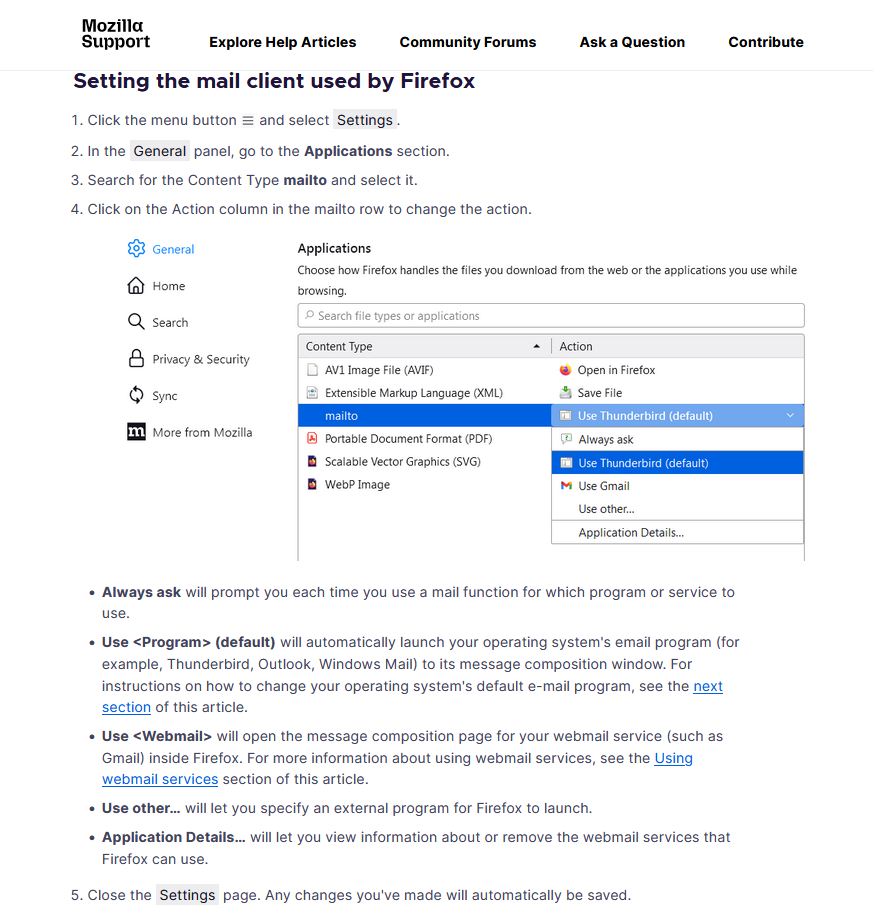 Mozilla
Support
Explore Help Articles
Community Forums
Ask a Question
Contribute
Setting the mail client used by Firefox
1. Click the menu button ☰ and select Settings.
2. In the General panel, go to the Applications section.
3. Search for the Content Type mailto and select it.
4. Click on the Action column in the mailto row to change the action.
General
Home
Search
Privacy & Security
Sync
More from Mozilla
Applications
Choose how Firefox handles the files you download from the web or the applications you use while
browsing.
Search file types or applications
Content Type
Action
AV1 Image File (AVIF)
Open in Firefox
Extensible Markup Language (XML)
Save File
mailto
Use Thunderbird (default)
Portable Document Format (PDF)
Always ask
Scalable Vector Graphics (SVG)
Use Thunderbird (default)
WebP Image
Use Gmail
Use other...
Application Details...
• Always ask will prompt you each time you use a mail function for which program or service to
use.
• Use <Program> (default) will automatically launch your operating system's email program (for
example, Thunderbird, Outlook, Windows Mail) to its message composition window. For
instructions on how to change your operating system's default e-mail program, see the next
section of this article.
• Use <Webmail> will open the message composition page for your webmail service (such as
Gmail) inside Firefox. For more information about using webmail services, see the Using
webmail services section of this article.
• Use other... will let you specify an external program for Firefox to launch.
• Application Details... will let you view information about or remove the webmail services that
Firefox can use.
5. Close the Settings page. Any changes you've made will automatically be saved.